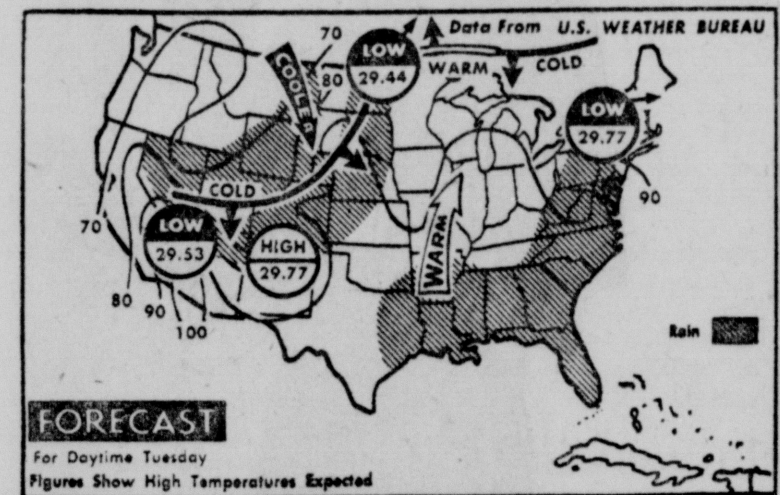 Data From U.S. WEATHER BUREAU
70
LOW
29.44
WARM
COLD
80
COOLER
LOW
29.77
COLD
90
70
LOW
29.53
HIGH
29.77
WARM
80
90
100
Rain
FORECAST
For Daytime Tuesday
Figures Show High Temperatures Expected